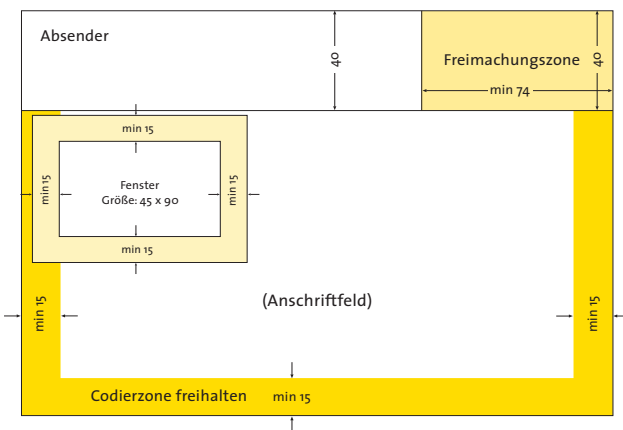 Absender
40
Freimachungszone
40
min 74
min 15
min 15
Fenster
Größe: 45 x 90
min 15
min 15
min 15
(Anschriftfeld)
min 15
Codierzone freihalten
min 15